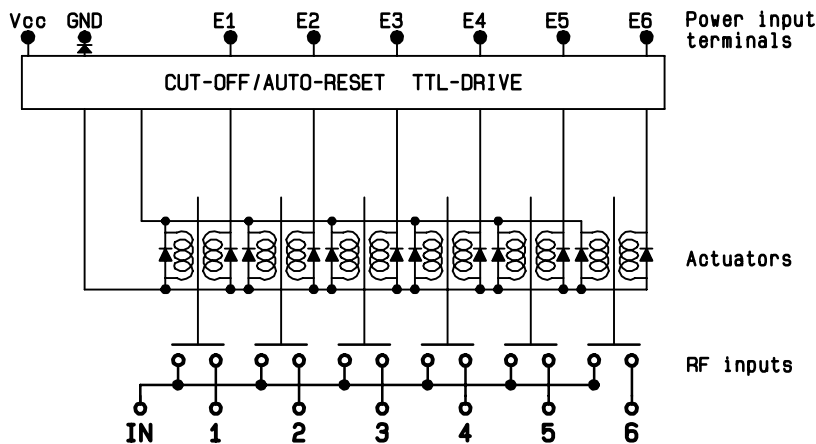 Vcc GND E1 E2 E3 E4 E5 E6 Power input
terminals
CUT-OFF/AUTO-RESET TTL-DRIVE
Actuators
RF inputs
IN 1 2 3 4 5 6